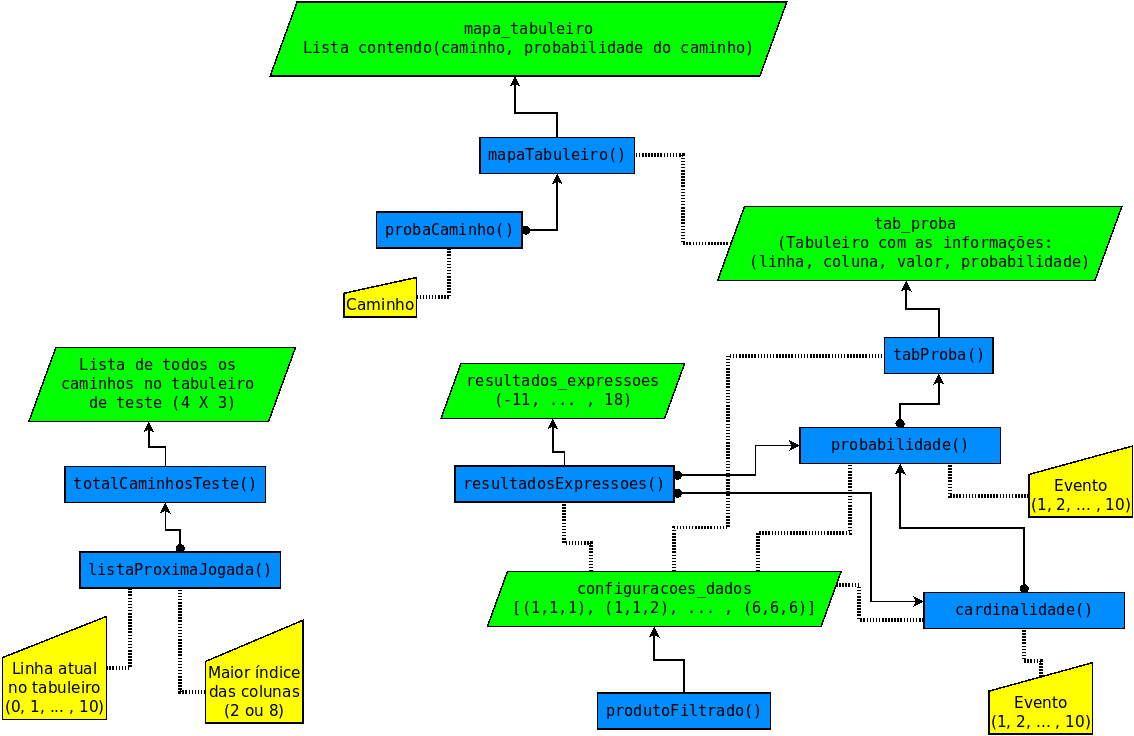 mapa_tabuleiro
Lista contendo(caminho, probabilidade do caminho)
mapaTabuleiro()
probaCaminho()
Caminho
tab_proba
(Tabuleiro com as informações:
(linha, coluna, valor, probabilidade)
tabProba()
Lista de todos os
caminhos no tabuleiro
de teste (4 X 3)
resultados_expressoes
(-11, ... , 18)
probabilidade()
Evento
(1, 2, ... , 10)
totalCaminhosTeste()
resultadosExpressoes()
listaProximaJogada()
configuracoes_dados
[(1,1,1), (1,1,2), ... , (6,6,6)]
cardinalidade()
Linha atual
no tabuleiro
(0, 1, ... , 10)
Maior índice
das colunas
(2 ou 8)
produtoFiltrado()
Evento
(1, 2, ... , 10)